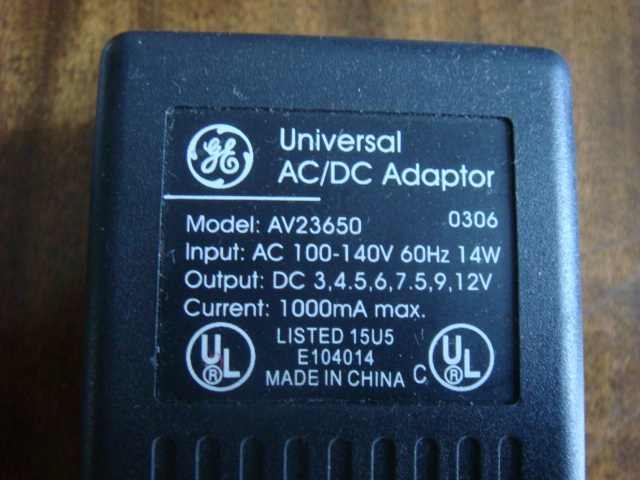 GE
Universal
AC/DC Adaptor
0306
Model: AV23650
Input: AC 100-140V 60Hz 14W
Output: DC 3,4.5,6,7.5,9,12V
Current: 1000mA max.
UL ®
LISTED 15U5
E104014
MADE IN CHINA
C UL ®